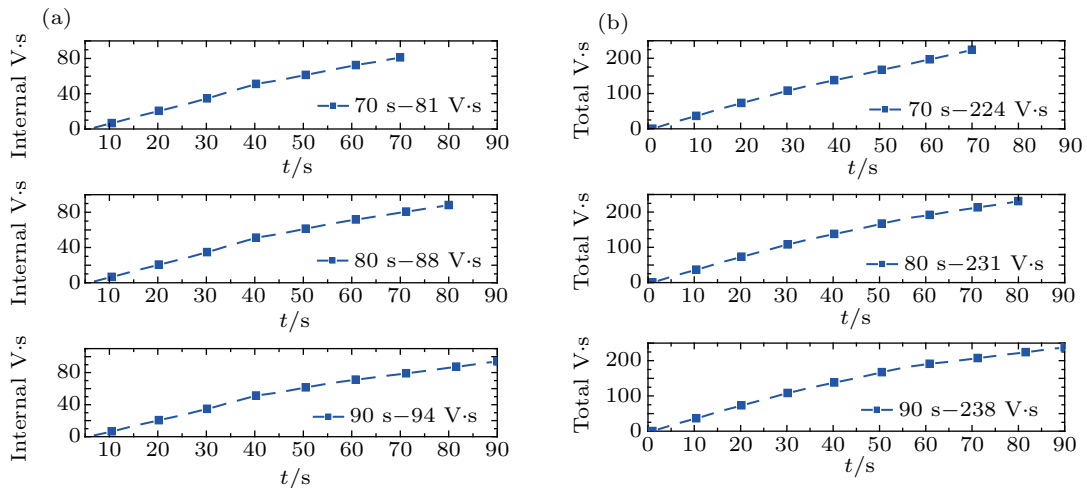 (a)
Internal V·s
80
40
0
70 s−81 V·s
10 20 30 40 50 60 70 80 90
t/s
Internal V·s
80
40
0
80 s−88 V·s
10 20 30 40 50 60 70 80 90
t/s
Internal V·s
80
40
0
90 s−94 V·s
10 20 30 40 50 60 70 80 90
t/s
(b)
Total V·s
200
100
0
70 s−224 V·s
0 10 20 30 40 50 60 70 80 90
t/s
Total V·s
200
100
0
80 s−231 V·s
0 10 20 30 40 50 60 70 80 90
t/s
Total V·s
200
100
0
90 s−238 V·s
0 10 20 30 40 50 60 70 80 90
t/s